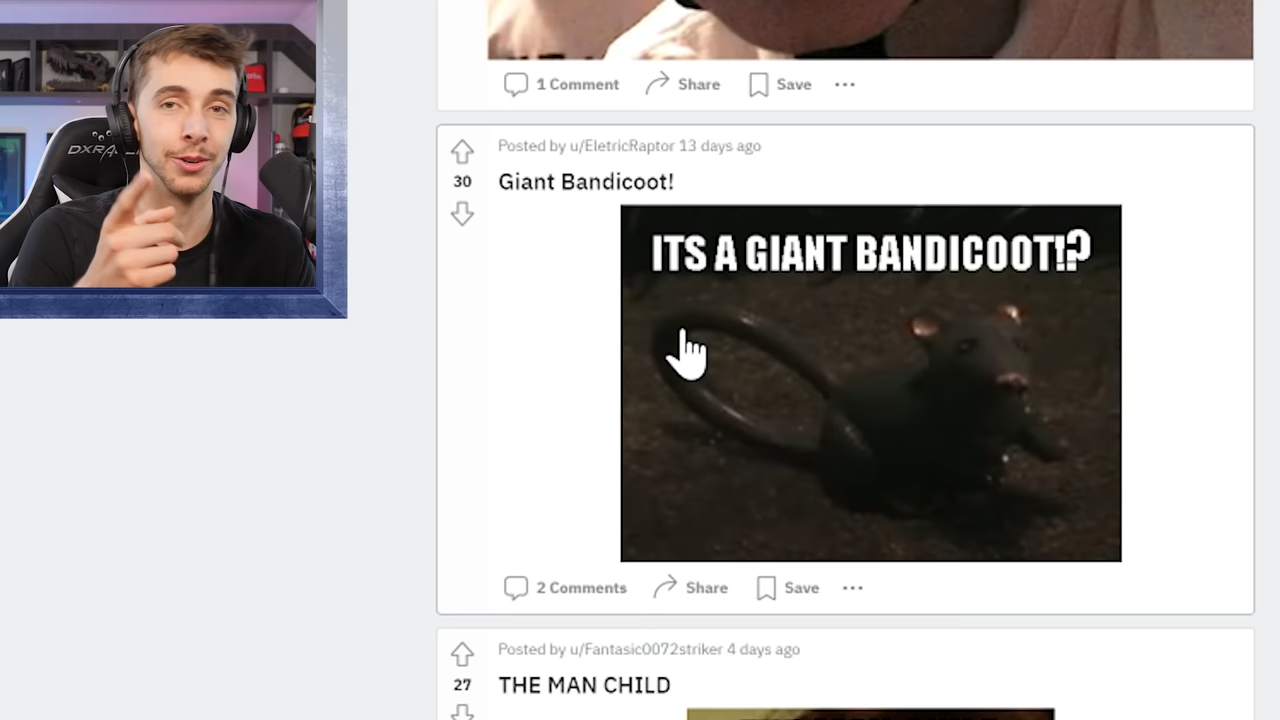 1 Comment Share Save
Posted by u/EletricRaptor 13 days ago
30
Giant Bandicoot!
ITS A GIANT BANDICOOT!?
2 Comments Share Save
Posted by u/Fantasic0072striker 4 days ago
27
THE MAN CHILD